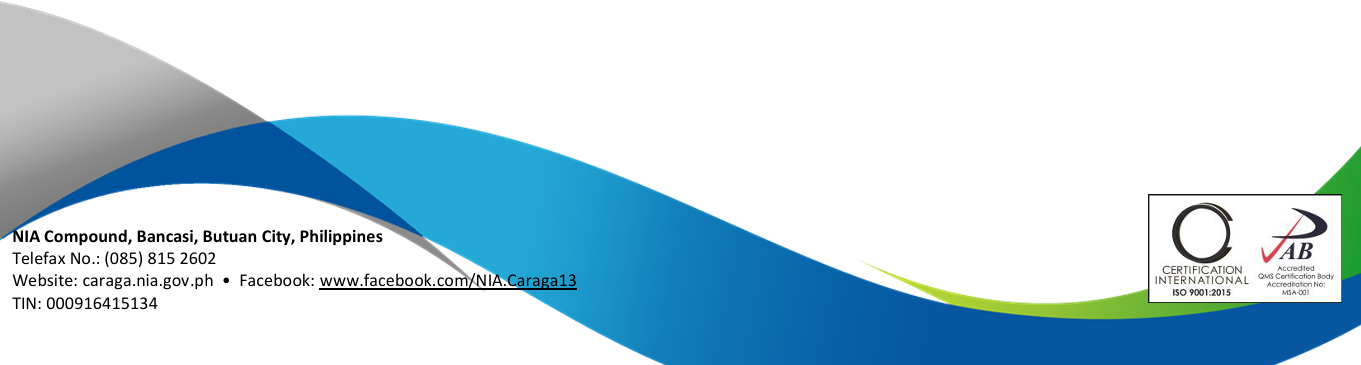 NIA Compound, Bancasi, Butuan City, Philippines
Telefax No.: (085) 815 2602
Website: caraga.nia.gov.ph • Facebook: www.facebook.com/NIA.Caraga13
TIN: 000916415134
CERTIFICATION
INTERNATIONAL
ISO 9001:2015
PAB
Accredited
QMS Certification Body
Accreditation No:
MSA-001